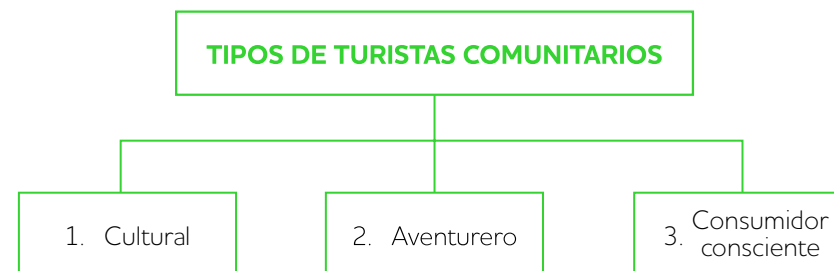 TIPOS DE TURISTAS COMUNITARIOS
1. Cultural
2. Aventurero
3. Consumidor
consciente